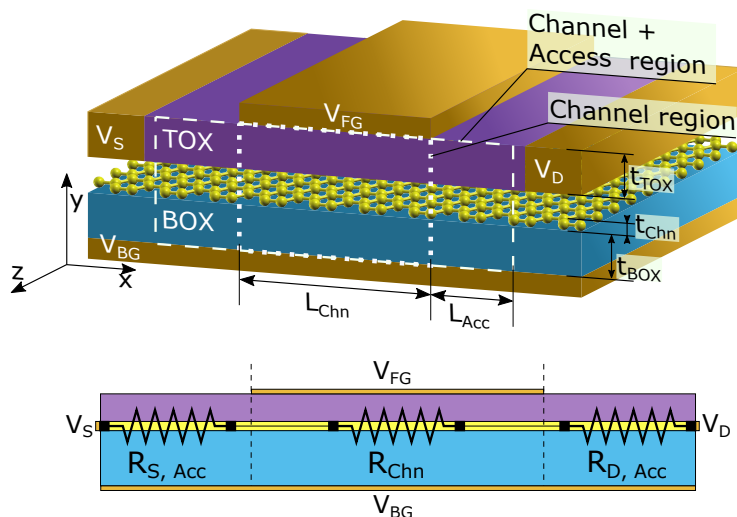 Channel +
Access region
Channel region
V_FG
V_S
TOX
V_D
t_TOX
y
BOX
t_Chn
V_BG
t_BOX
z
x
L_Chn
L_Acc
V_FG
V_S
V_D
R_S, Acc
R_Chn
R_D, Acc
V_BG